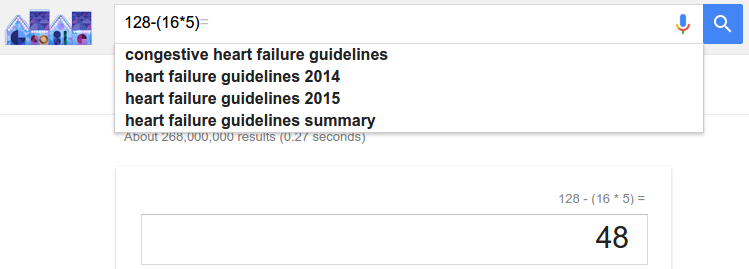 Google
128-(16*5)=
congestive heart failure guidelines
heart failure guidelines 2014
heart failure guidelines 2015
heart failure guidelines summary
About 268,000,000 results (0.27 seconds)
128 - (16 * 5) =
48